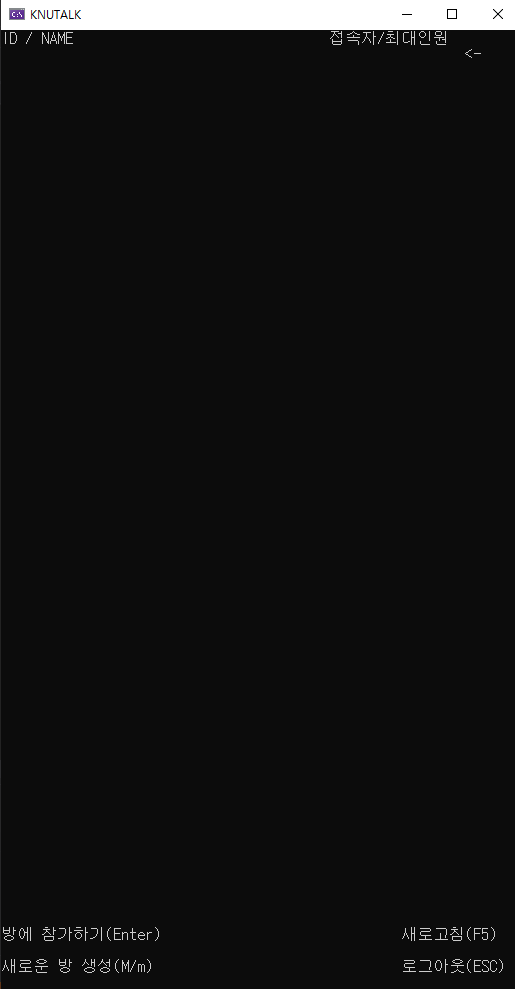 KNUTALK
ID / NAME 접속자/최대인원
<-
방에 참가하기(Enter) 새로고침(F5)
새로운 방 생성(M/m) 로그아웃(ESC)